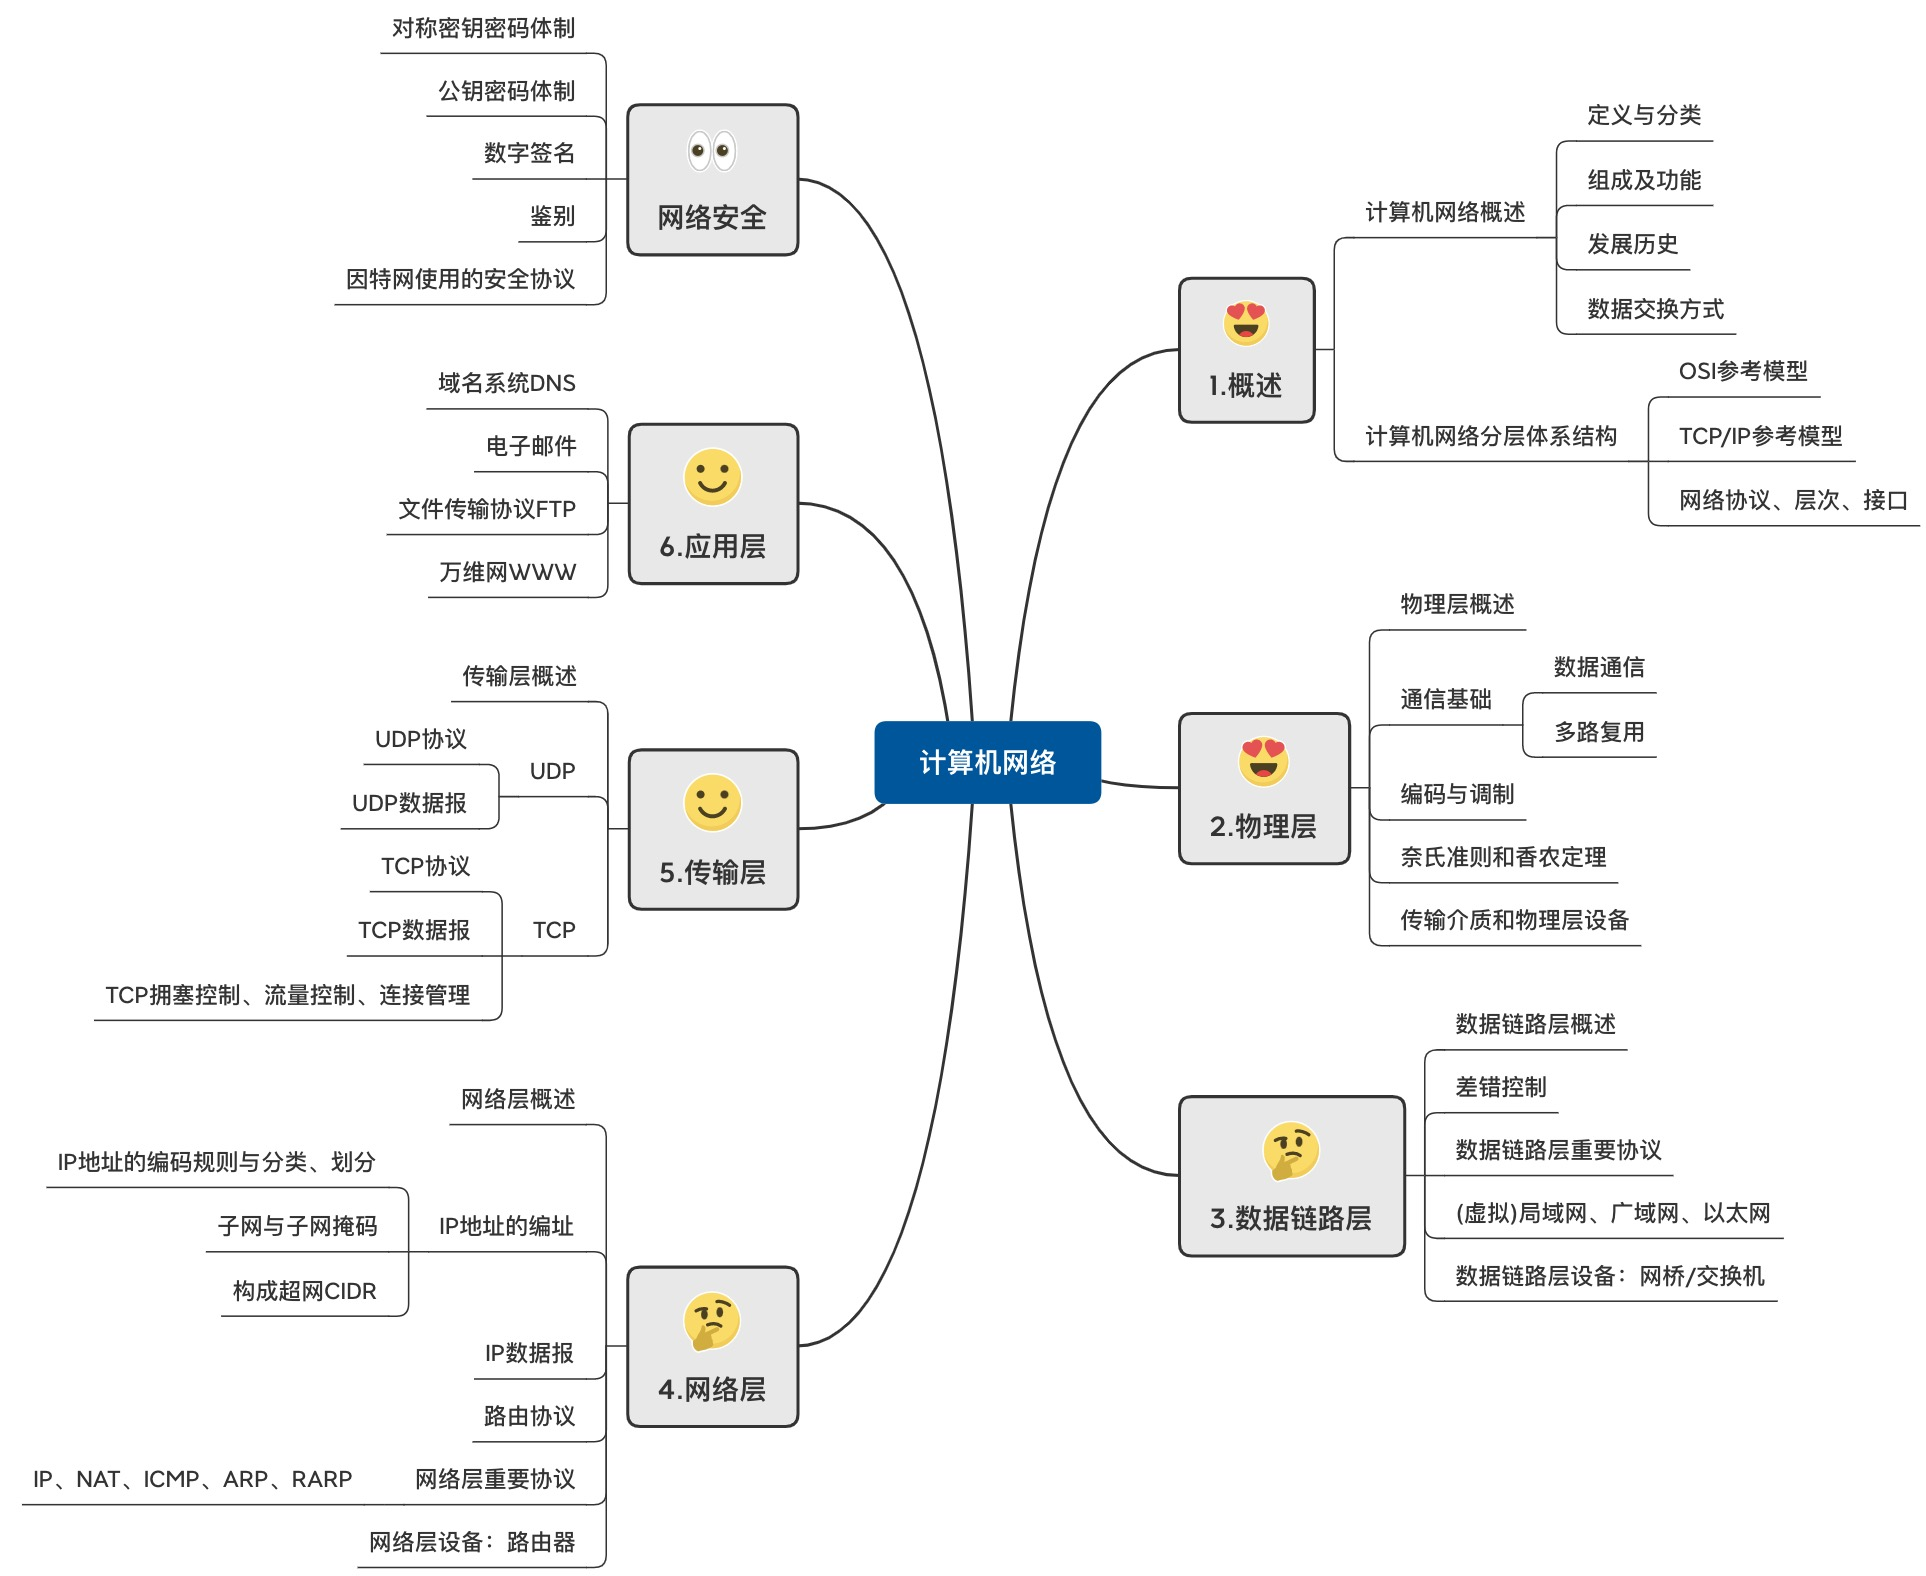 计算机网络
1.概述
计算机网络概述
定义与分类
组成及功能
发展历史
数据交换方式
计算机网络分层体系结构
OSI参考模型
TCP/IP参考模型
网络协议、层次、接口
2.物理层
物理层概述
通信基础
数据通信
多路复用
编码与调制
奈氏准则和香农定理
传输介质和物理层设备
3.数据链路层
数据链路层概述
差错控制
数据链路层重要协议
(虚拟)局域网、广域网、以太网
数据链路层设备：网桥/交换机
4.网络层
网络层概述
IP地址的编址
IP地址的编码规则与分类、划分
子网与子网掩码
构成超网CIDR
IP数据报
路由协议
网络层重要协议
IP、NAT、ICMP、ARP、RARP
网络层设备：路由器
5.传输层
传输层概述
UDP
UDP协议
UDP数据报
TCP
TCP协议
TCP数据报
TCP拥塞控制、流量控制、连接管理
6.应用层
域名系统DNS
电子邮件
文件传输协议FTP
万维网WWW
网络安全
对称密钥密码体制
公钥密码体制
数字签名
鉴别
因特网使用的安全协议